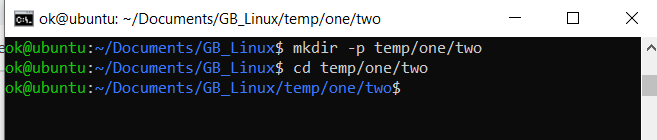 ok@ubuntu: ~/Documents/GB_Linux/temp/one/two
ok@ubuntu:~/Documents/GB_Linux$ mkdir -p temp/one/two
ok@ubuntu:~/Documents/GB_Linux$ cd temp/one/two
ok@ubuntu:~/Documents/GB_Linux/temp/one/two$